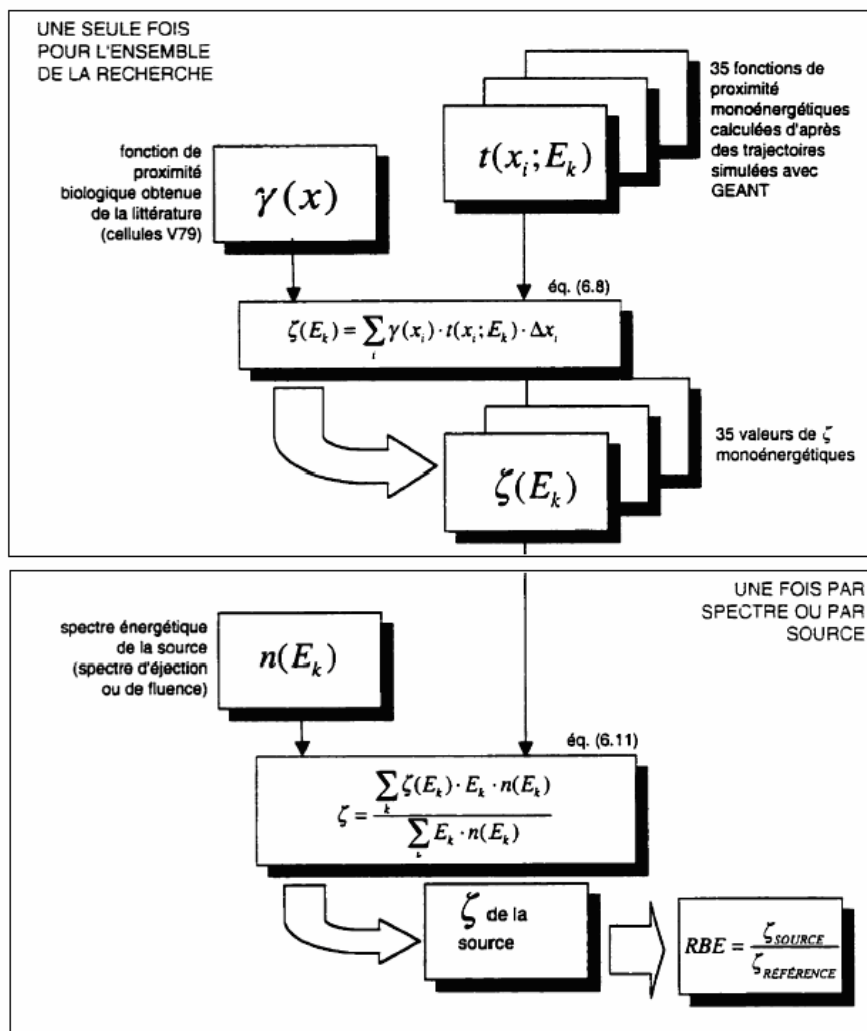 UNE SEULE FOIS
POUR L'ENSEMBLE
DE LA RECHERCHE
fonction de
proximité
biologique obtenue
de la littérature
(cellules V79)
γ(x)
t(x_i; E_k)
35 fonctions de
proximité
monoénergétiques
calculées d'après
des trajectoires
simulées avec
GEANT
éq. (6.8)
ζ(E_k) = ∑_i γ(x_i) · t(x_i; E_k) · Δx_i
ζ(E_k)
35 valeurs de ζ
monoénergétiques
UNE FOIS PAR
SPECTRE OU PAR
SOURCE
spectre énergétique
de la source
(spectre d'éjection
ou de fluence)
n(E_k)
éq. (6.11)
ζ = ∑_k ζ(E_k) · E_k · n(E_k) / ∑ E_k · n(E_k)
ζ de la
source
RBE = ζ_SOURCE / ζ_RÉFÉRENCE